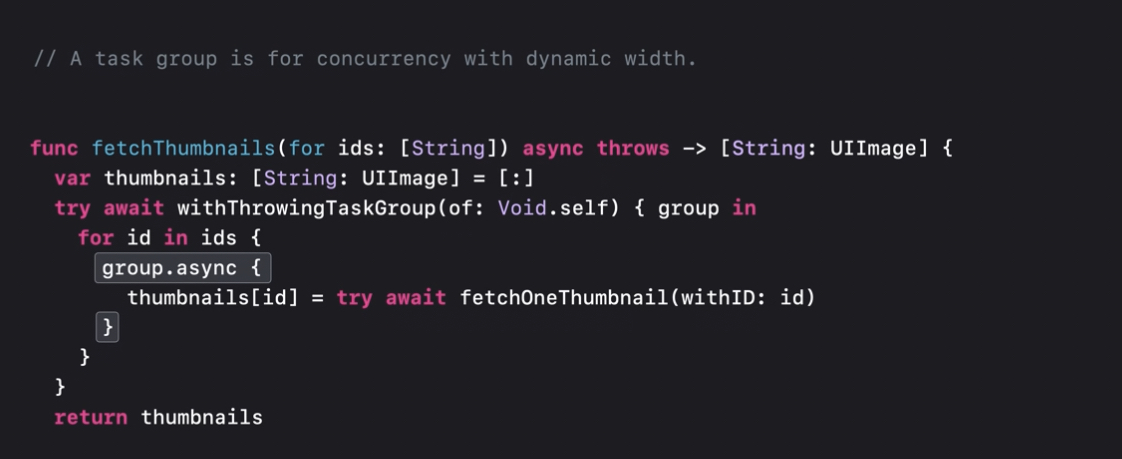 // A task group is for concurrency with dynamic width.
func fetchThumbnails(for ids: [String]) async throws -> [String: UIImage] {
var thumbnails: [String: UIImage] = [:]
try await withThrowingTaskGroup(of: Void.self) { group in
for id in ids {
group.async {
thumbnails[id] = try await fetchOneThumbnail(withID: id)
}
}
}
return thumbnails